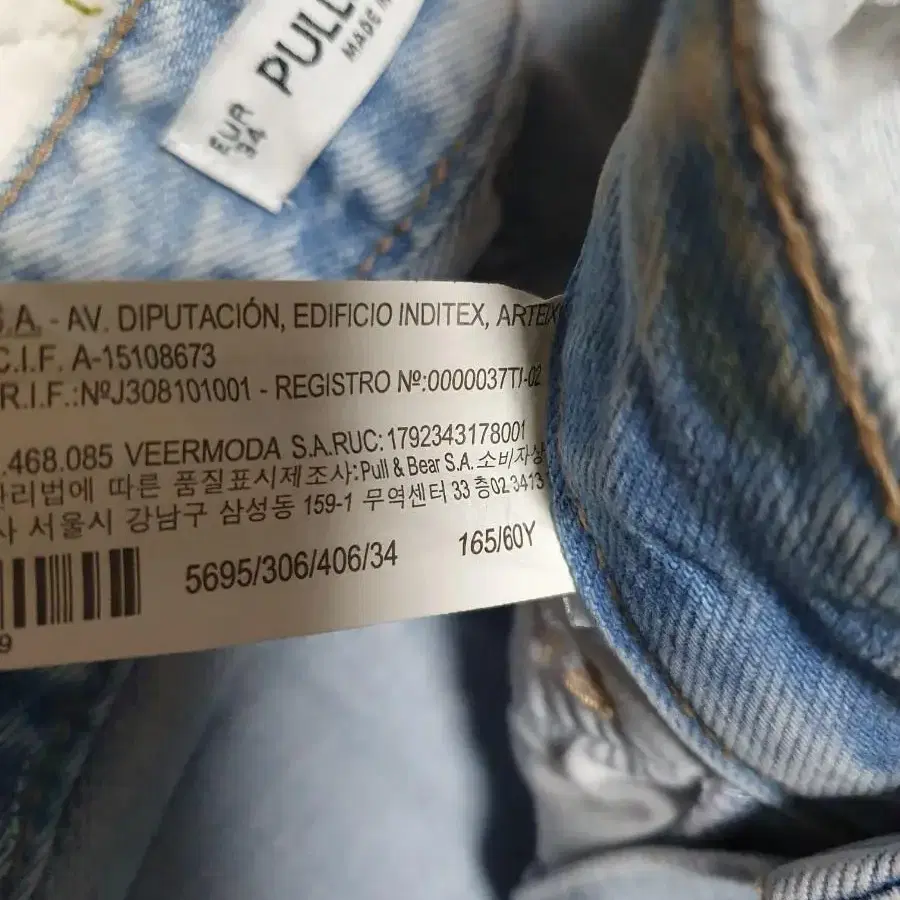 PULL
MADE
EUR
34
S.A. - AV. DIPUTACIÓN, EDIFICIO INDITEX, ARTEIX
C.I.F. A-15108673
R.I.F.:NºJ308101001 - REGISTRO Nº:0000037TI-02
.468.085 VEERMODA S.A.RUC: 1792343178001
관리법에 따른 품질표시제조사:Pull & Bear S.A. 소비자상
사 서울시 강남구 삼성동 159-1 무역센터 33 층02.3413
5695/306/406/34 165/60Y
9